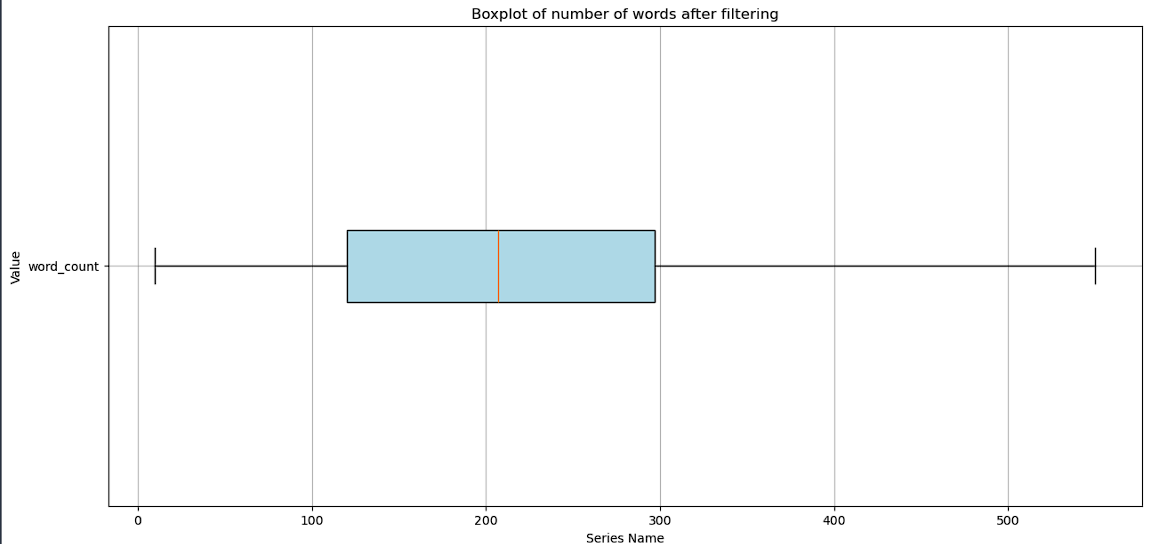 Boxplot of number of words after filtering
Value
word_count
0 100 200 300 400 500
Series Name